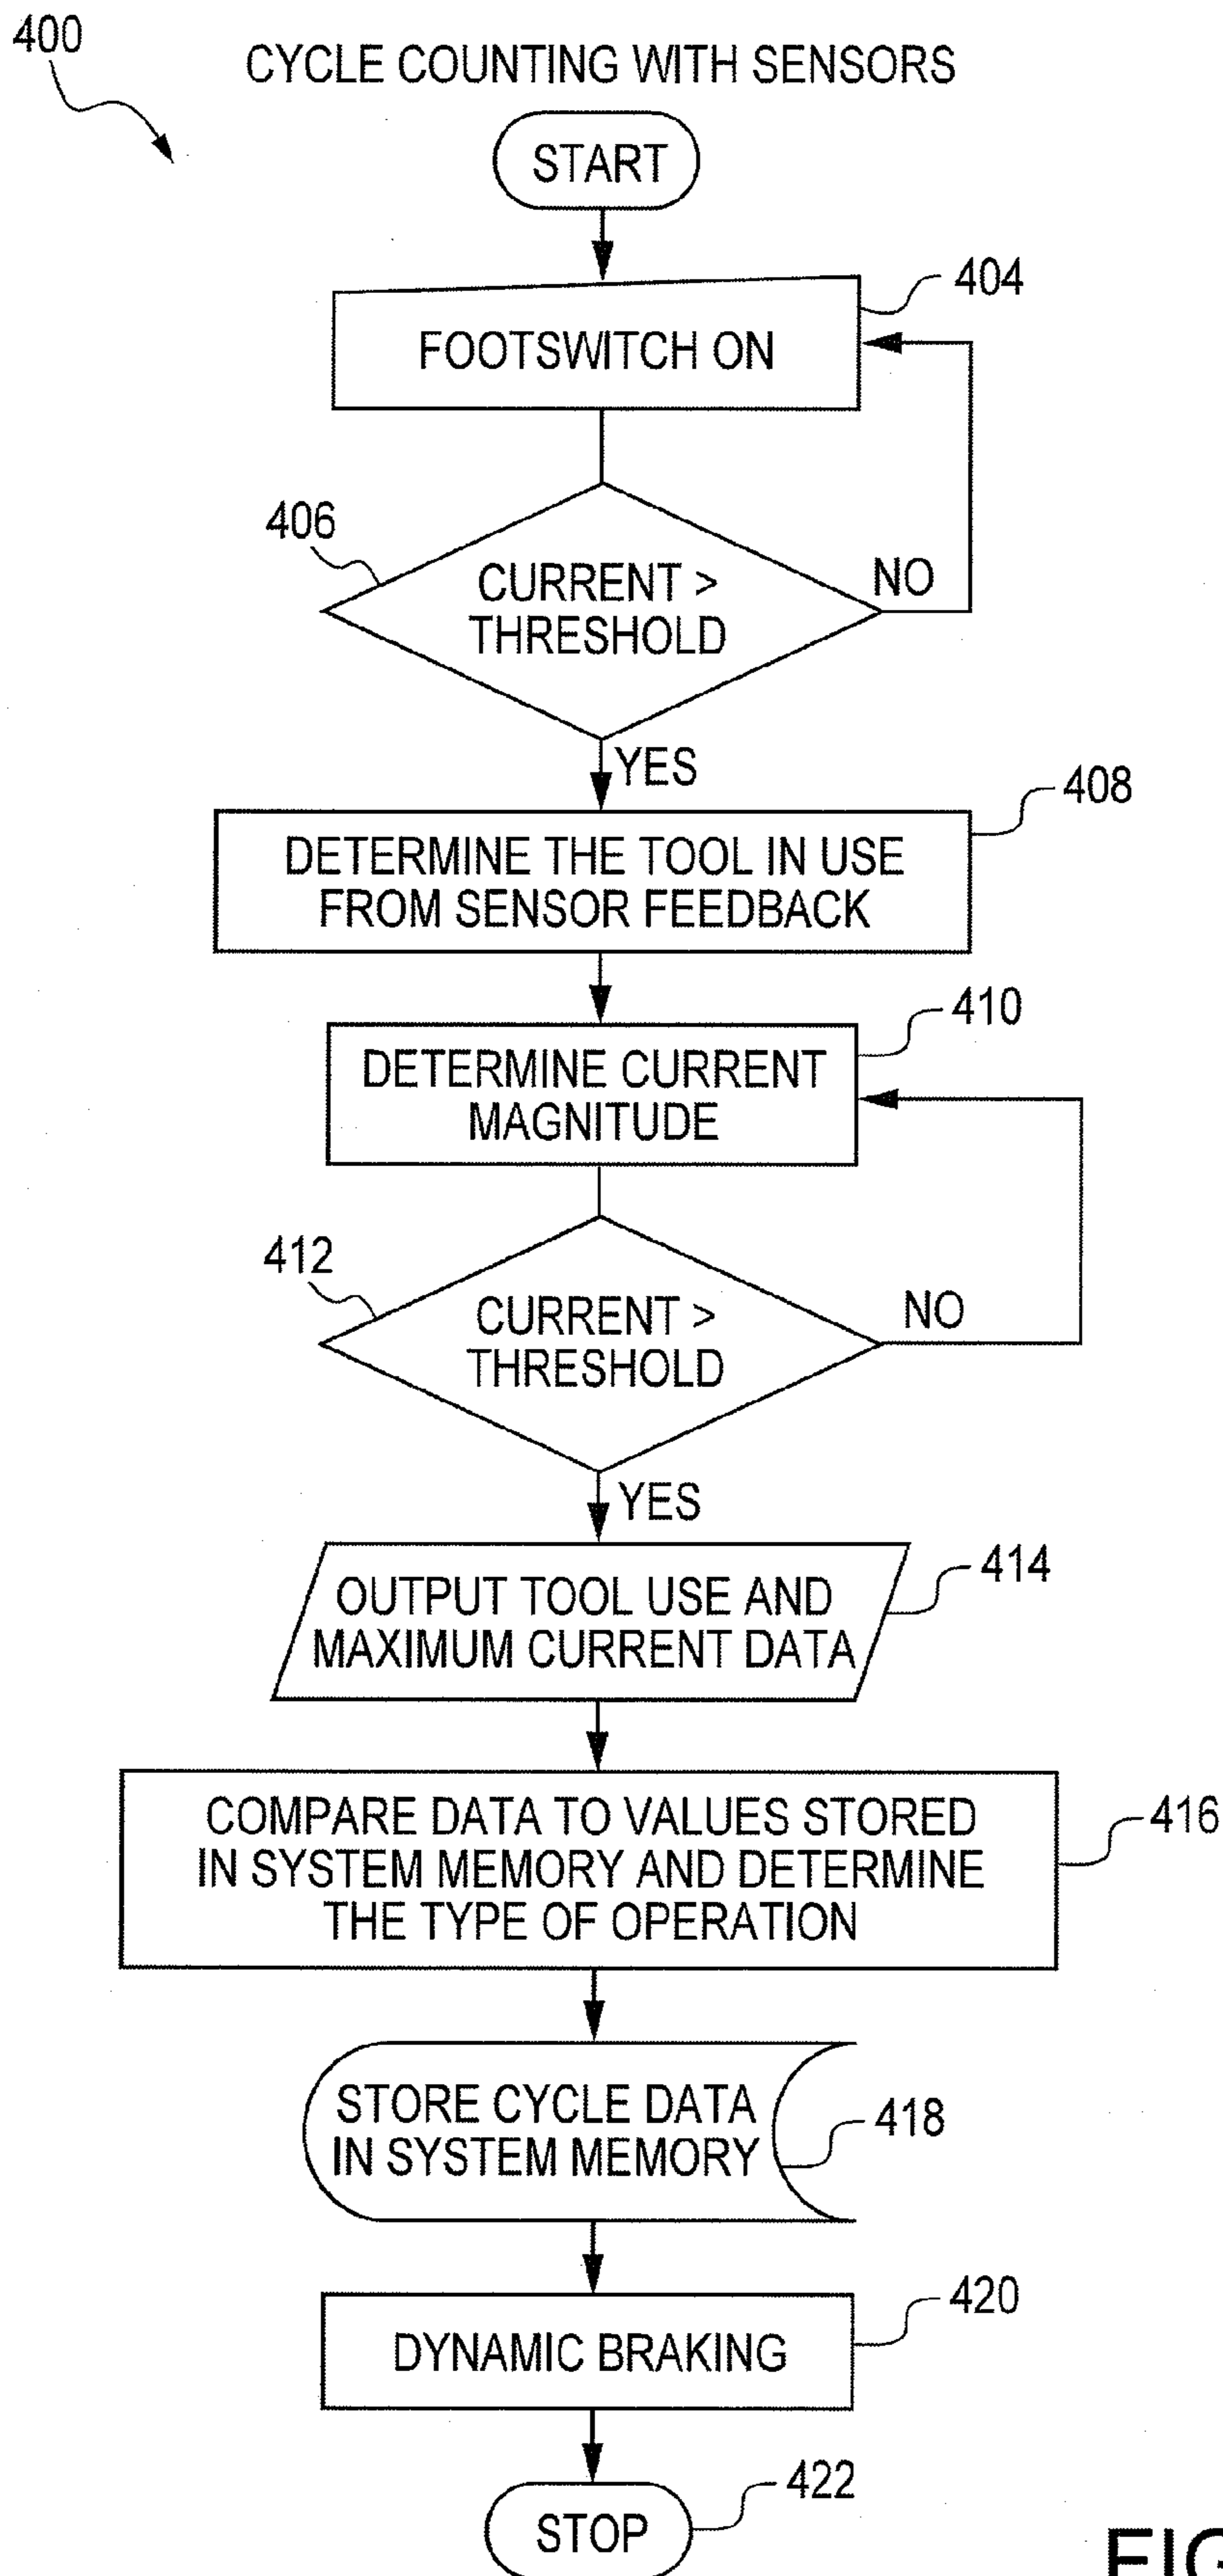 400
CYCLE COUNTING WITH SENSORS
START
404
FOOTSWITCH ON
406
CURRENT >
THRESHOLD
NO
YES
408
DETERMINE THE TOOL IN USE
FROM SENSOR FEEDBACK
410
DETERMINE CURRENT
MAGNITUDE
412
CURRENT >
THRESHOLD
NO
YES
414
OUTPUT TOOL USE AND
MAXIMUM CURRENT DATA
416
COMPARE DATA TO VALUES STORED
IN SYSTEM MEMORY AND DETERMINE
THE TYPE OF OPERATION
STORE CYCLE DATA
IN SYSTEM MEMORY
418
420
DYNAMIC BRAKING
422
STOP